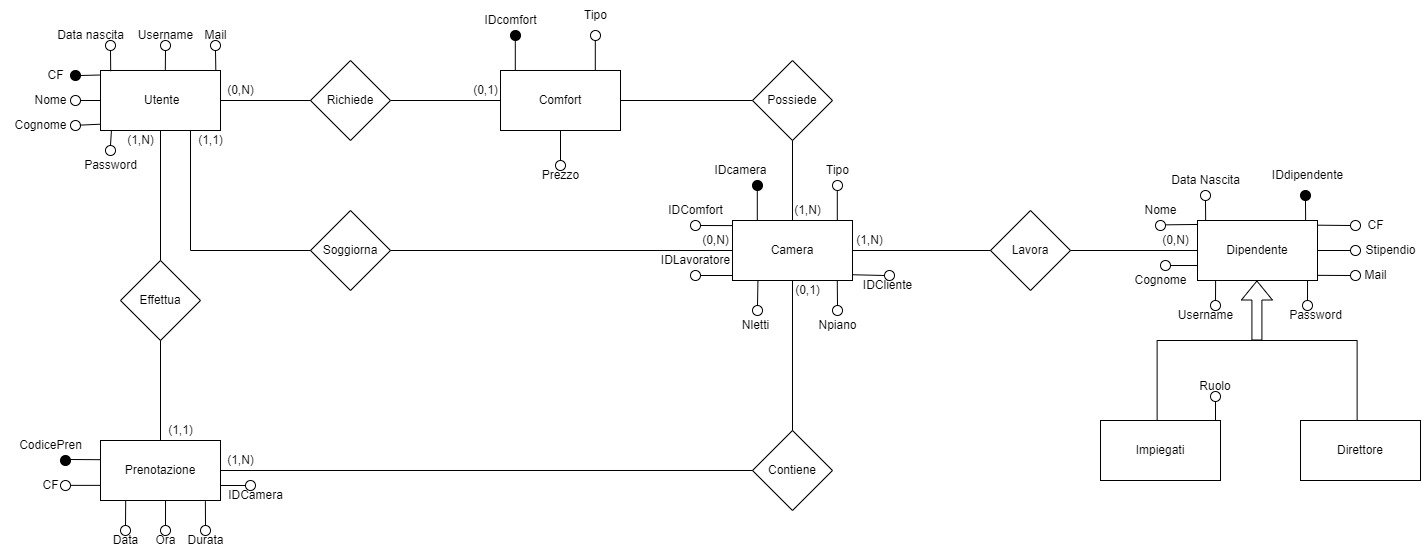 IDcomfort
Tipo
Data nascita
Username
Mail
CF
Nome
Utente
(0,N)
Richiede
(0,1)
Comfort
Possiede
Cognome
(1,N)
(1,1)
Password
Prezzo
IDcamera
Tipo
Data Nascita
IDdipendente
IDComfort
(1,N)
Nome
CF
(0,N)
(1,N)
(0,N)
Soggiorna
Camera
Lavora
Dipendente
Stipendio
IDLavoratore
Mail
Cognome
IDCliente
(0,1)
Effettua
Nletti
Npiano
Username
Password
Ruolo
(1,1)
CodicePren
Impiegati
Direttore
(1,N)
Prenotazione
Contiene
CF
IDCamera
Data
Ora
Durata